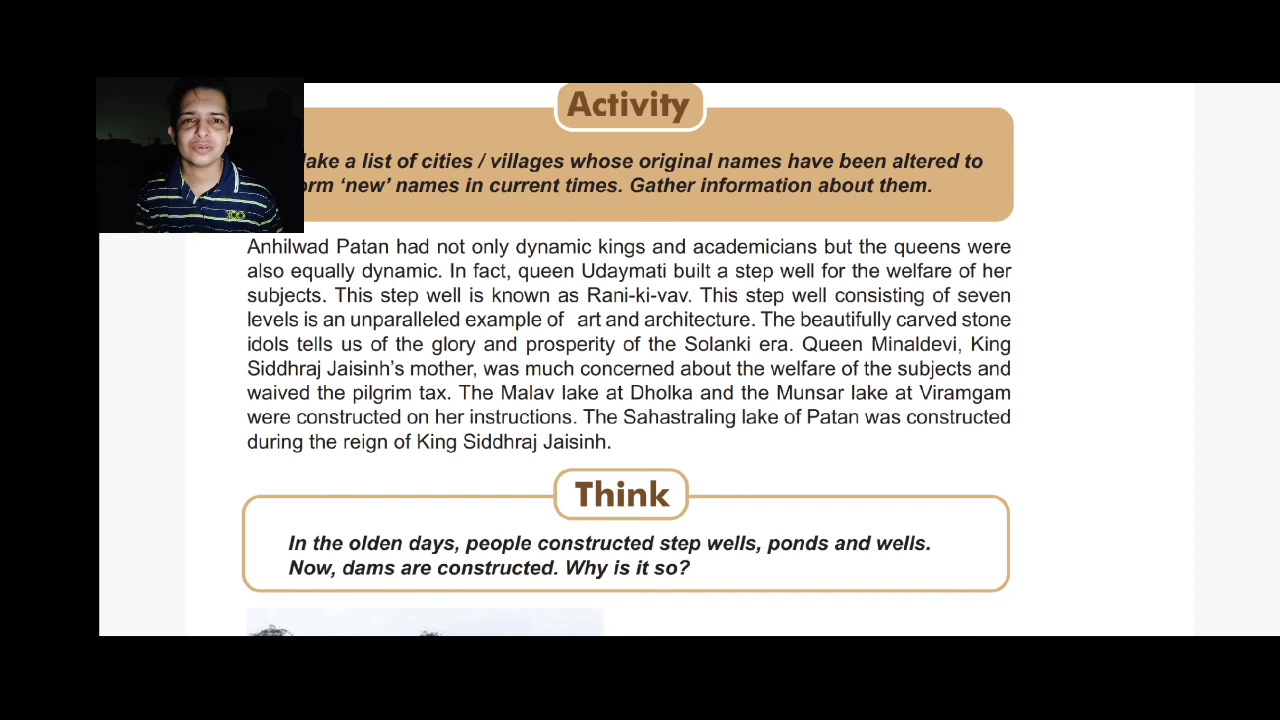 Activity
ake a list of cities / villages whose original names have been altered to
orm ‘new’ names in current times. Gather information about them.
Anhilwad Patan had not only dynamic kings and academicians but the queens were
also equally dynamic. In fact, queen Udaymati built a step well for the welfare of her
subjects. This step well is known as Rani-ki-vav. This step well consisting of seven
levels is an unparalleled example of art and architecture. The beautifully carved stone
idols tells us of the glory and prosperity of the Solanki era. Queen Minaldevi, King
Siddhraj Jaisinh’s mother, was much concerned about the welfare of the subjects and
waived the pilgrim tax. The Malav lake at Dholka and the Munsar lake at Viramgam
were constructed on her instructions. The Sahastraling lake of Patan was constructed
during the reign of King Siddhraj Jaisinh.
Think
In the olden days, people constructed step wells, ponds and wells.
Now, dams are constructed. Why is it so?